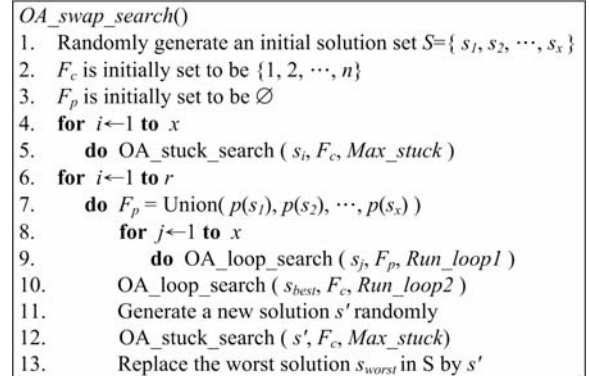 OA_swap_search()
1. Randomly generate an initial solution set S={ s1, s2, ⋯, sx }
2. Fc is initially set to be {1, 2, ⋯, n}
3. Fp is initially set to be ∅
4. for i←1 to x
5. do OA_stuck_search ( si, Fc, Max_stuck )
6. for i←1 to r
7. do Fp = Union( p(s1), p(s2), ⋯, p(sx) )
8. for j←1 to x
9. do OA_loop_search ( sj, Fp, Run_loop1 )
10. OA_loop_search ( sbest, Fc, Run_loop2 )
11. Generate a new solution s' randomly
12. OA_stuck_search ( s', Fc, Max_stuck)
13. Replace the worst solution sworst in S by s'